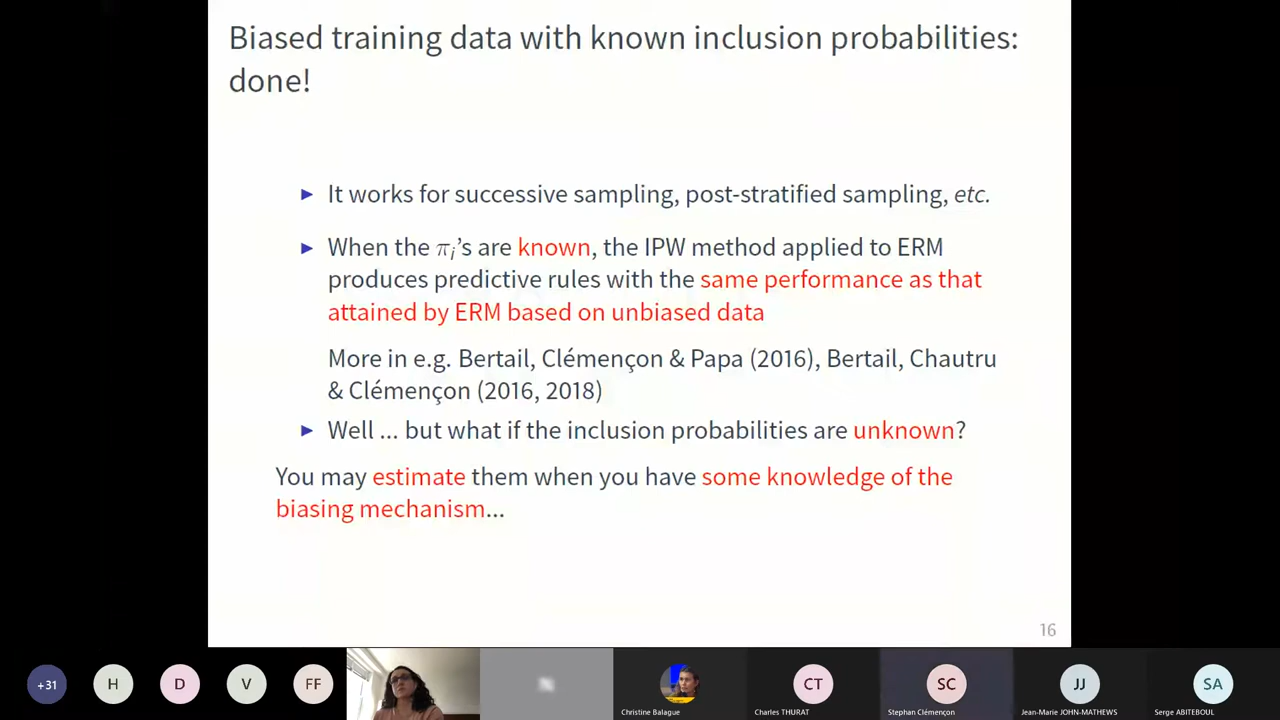 Biased training data with known inclusion probabilities:
done!
▶ It works for successive sampling, post-stratified sampling, etc.
▶ When the πᵢ's are known, the IPW method applied to ERM
produces predictive rules with the same performance as that
attained by ERM based on unbiased data
More in e.g. Bertail, Clémençon & Papa (2016), Bertail, Chautru
& Clémençon (2016, 2018)
▶ Well ... but what if the inclusion probabilities are unknown?
You may estimate them when you have some knowledge of the
biasing mechanism...
16
+31
H
D
V
FF
N
Christine Balague
CT
Charles THURAT
SC
Stephan Clémençon
JJ
Jean-Marie JOHN-MATHEWS
SA
Serge ABITEBOUL